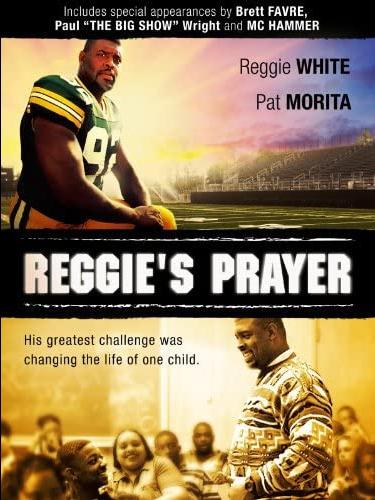 Includes special appearances by Brett FAVRE,
Paul “THE BIG SHOW” Wright and MC HAMMER
Reggie WHITE
Pat MORITA
92
REGGIE'S PRAYER
His greatest challenge was
changing the life of one child.